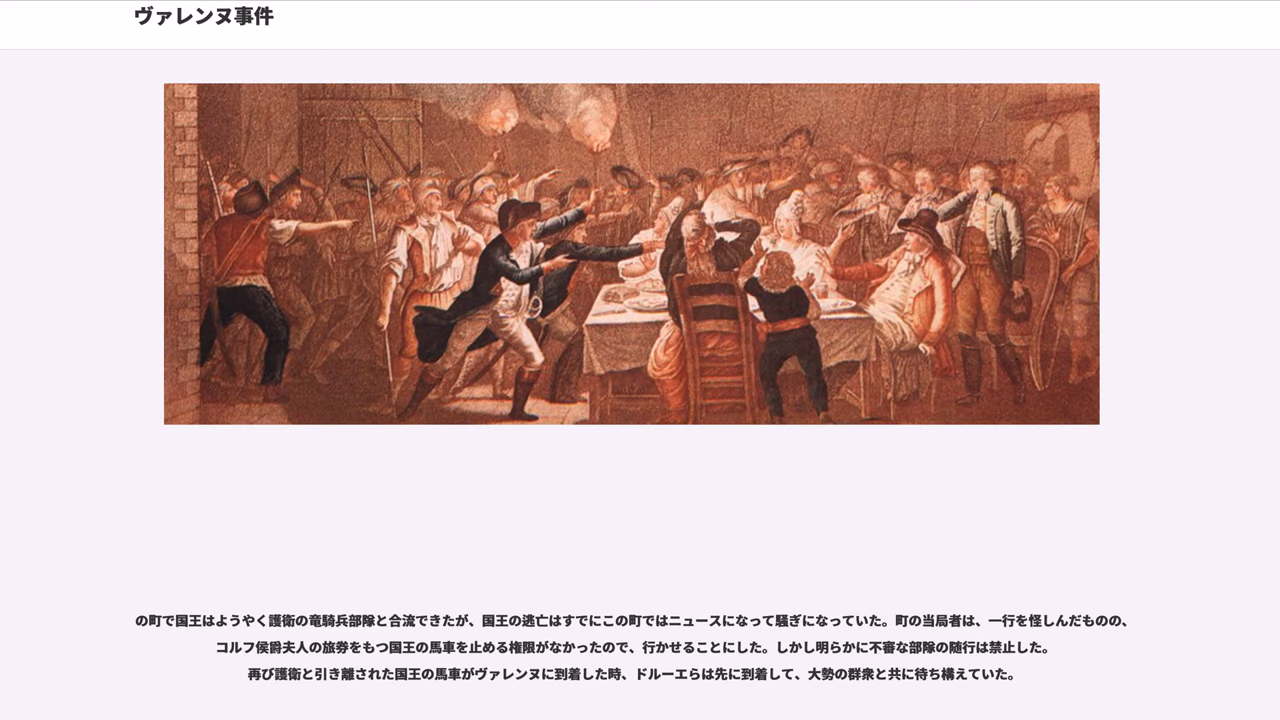 ヴァレンヌ事件
の町で国王はようやく護衛の竜騎兵部隊と合流できたが、国王の逃亡はすでにこの町ではニュースになって騒ぎになっていた。町の当局者は、一行を怪しんだものの、
コルフ侯爵夫人の旅券をもつ国王の馬車を止める権限がなかったので、行かせることにした。しかし明らかに不審な部隊の随行は禁止した。
再び護衛と引き離された国王の馬車がヴァレンヌに到着した時、ドルーエらは先に到着して、大勢の群衆と共に待ち構えていた。